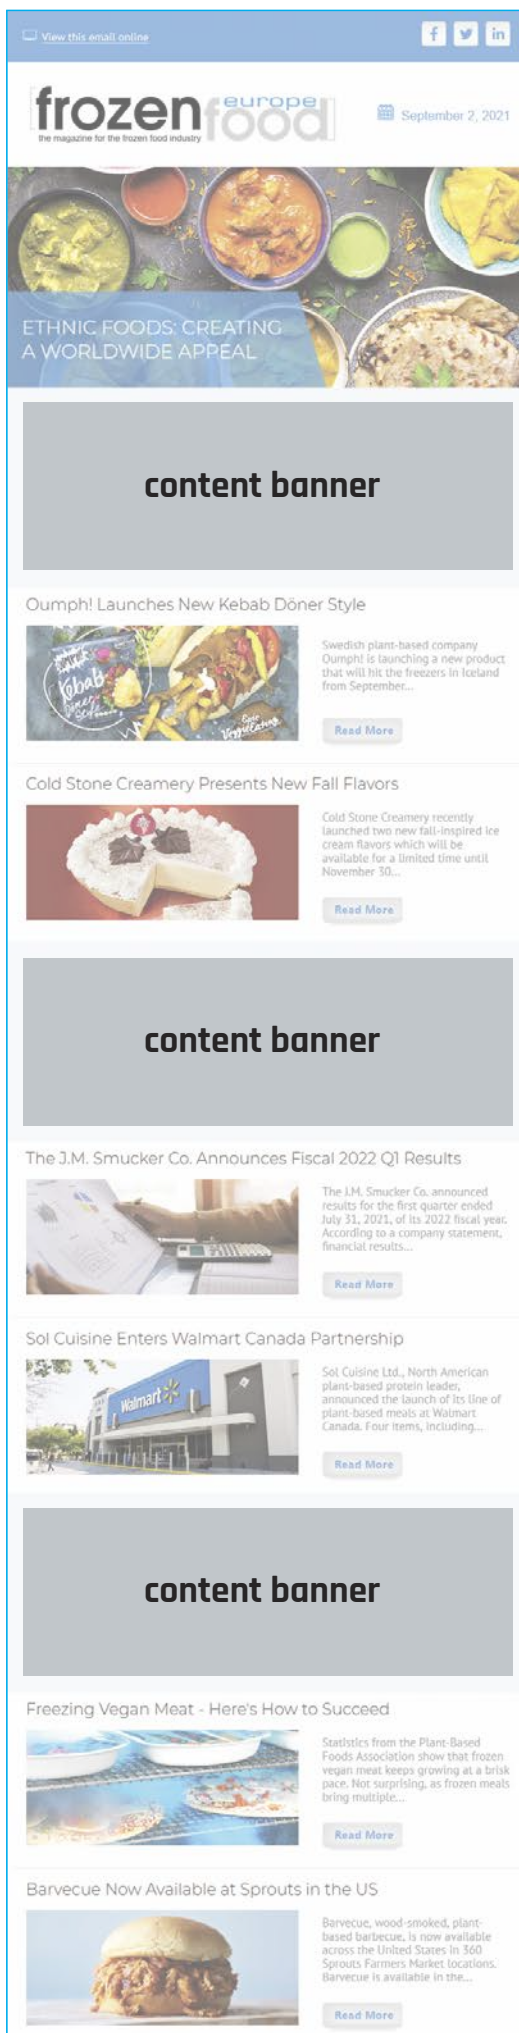 View this email online
f
in
frozen food europe
the magazine for the frozen food industry
September 2, 2021
ETHNIC FOODS: CREATING
A WORLDWIDE APPEAL
content banner
Oumph! Launches New Kebab Döner Style
Kebab
Döner
Style
VeggieEating
Swedish plant-based company
Oumph! is launching a new product
that will hit the freezers in Iceland
from September...
Read More
Cold Stone Creamery Presents New Fall Flavors
Cold Stone Creamery recently
launched two new fall-inspired ice
cream flavors which will be
available for a limited time until
November 30...
Read More
content banner
The J.M. Smucker Co. Announces Fiscal 2022 Q1 Results
The J.M. Smucker Co. announced
results for the first quarter ended
July 31, 2021, of its 2022 fiscal year.
According to a company statement,
financial results...
Read More
Sol Cuisine Enters Walmart Canada Partnership
Walmart
Sol Cuisine Ltd., North American
plant-based protein leader,
announced the launch of its line of
plant-based meals at Walmart
Canada. Four items, including...
Read More
content banner
Freezing Vegan Meat - Here's How to Succeed
Statistics from the Plant-Based
Foods Association show that frozen
vegan meat keeps growing at a brisk
pace. Not surprising, as frozen meals
bring multiple...
Read More
Barvecue Now Available at Sprouts in the US
Barvecue, wood-smoked, plant-
based barbecue, is now available
across the United States in 360
Sprouts Farmers Market locations.
Barvecue is available in the...
Read More